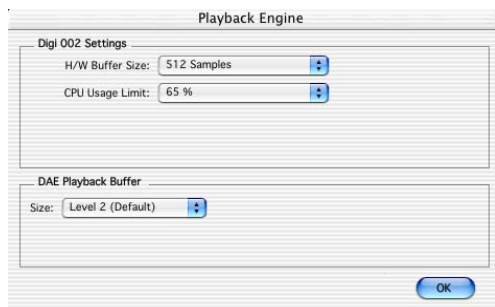 Playback Engine
Digi 002 Settings
H/W Buffer Size: 512 Samples
CPU Usage Limit: 65 %
DAE Playback Buffer
Size: Level 2 (Default)
OK